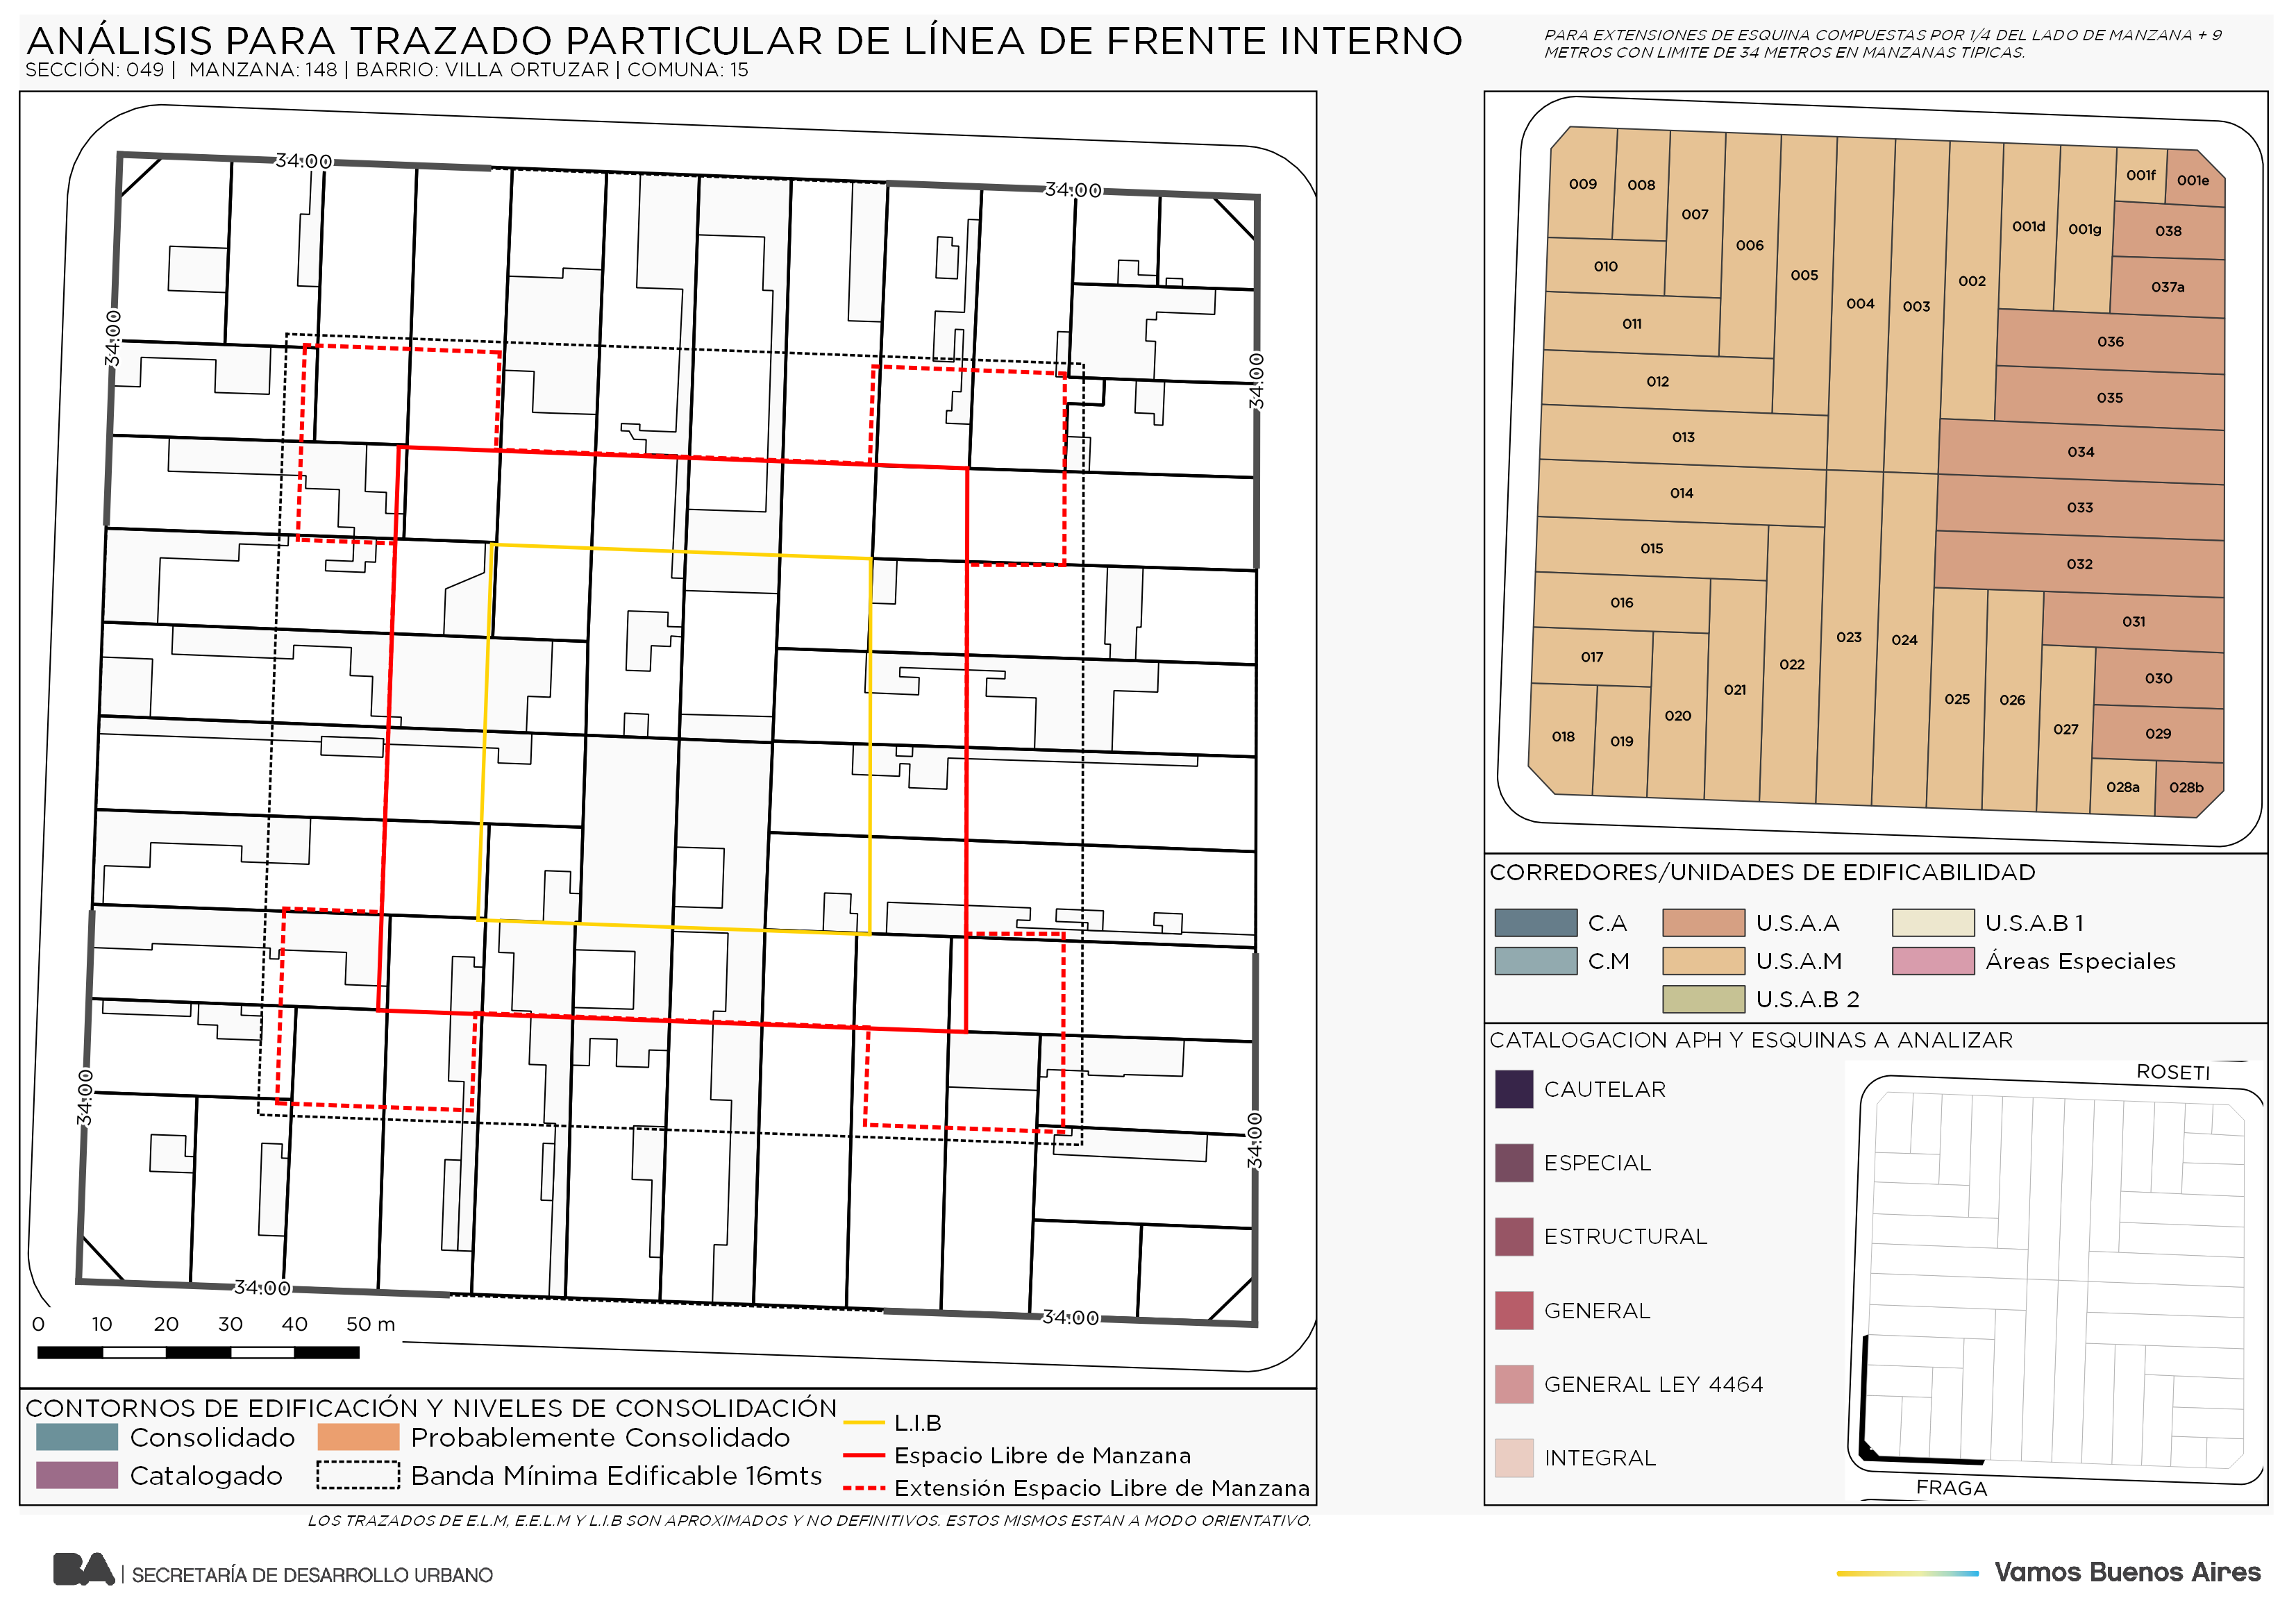 ANÁLISIS PARA TRAZADO PARTICULAR DE LÍNEA DE FRENTE INTERNO
SECCIÓN: 049 | MANZANA: 148 | BARRIO: VILLA ORTUZAR | COMUNA: 15
PARA EXTENSIONES DE ESQUINA COMPUESTAS POR 1/4 DEL LADO DE MANZANA + 9
METROS CON LIMITE DE 34 METROS EN MANZANAS TIPICAS.
34:00
34:00
34:00
34:00
34:00
34:00
34:00
34:00
0 10 20 30 40 50 m
CONTORNOS DE EDIFICACIÓN Y NIVELES DE CONSOLIDACIÓN
Consolidado
Probablemente Consolidado
Catalogado
Banda Mínima Edificable 16mts
L.I.B
Espacio Libre de Manzana
Extensión Espacio Libre de Manzana
LOS TRAZADOS DE E.L.M, E.E.L.M Y L.I.B SON APROXIMADOS Y NO DEFINITIVOS. ESTOS MISMOS ESTAN A MODO ORIENTATIVO.
009
008
007
006
005
004
003
002
001d
001g
001f
001e
038
037a
036
035
034
033
032
031
030
029
028a
028b
010
011
012
013
014
015
016
017
018
019
020
021
022
023
024
025
026
027
CORREDORES/UNIDADES DE EDIFICABILIDAD
C.A
U.S.A.A
U.S.A.B 1
C.M
U.S.A.M
Áreas Especiales
U.S.A.B 2
CATALOGACION APH Y ESQUINAS A ANALIZAR
CAUTELAR
ESPECIAL
ESTRUCTURAL
GENERAL
GENERAL LEY 4464
INTEGRAL
ROSETI
FRAGA
BA | SECRETARÍA DE DESARROLLO URBANO
Vamos Buenos Aires